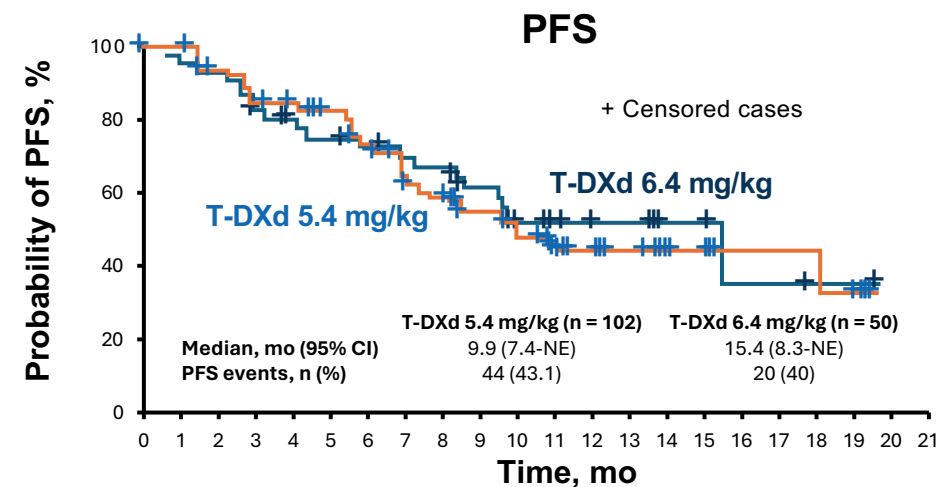 PFS
Probability of PFS, %
100
80
60
40
20
0
+ Censored cases
T-DXd 6.4 mg/kg
T-DXd 5.4 mg/kg
T-DXd 5.4 mg/kg (n = 102) T-DXd 6.4 mg/kg (n = 50)
Median, mo (95% CI) 9.9 (7.4-NE) 15.4 (8.3-NE)
PFS events, n (%) 44 (43.1) 20 (40)
0 1 2 3 4 5 6 7 8 9 10 11 12 13 14 15 16 17 18 19 20 21
Time, mo